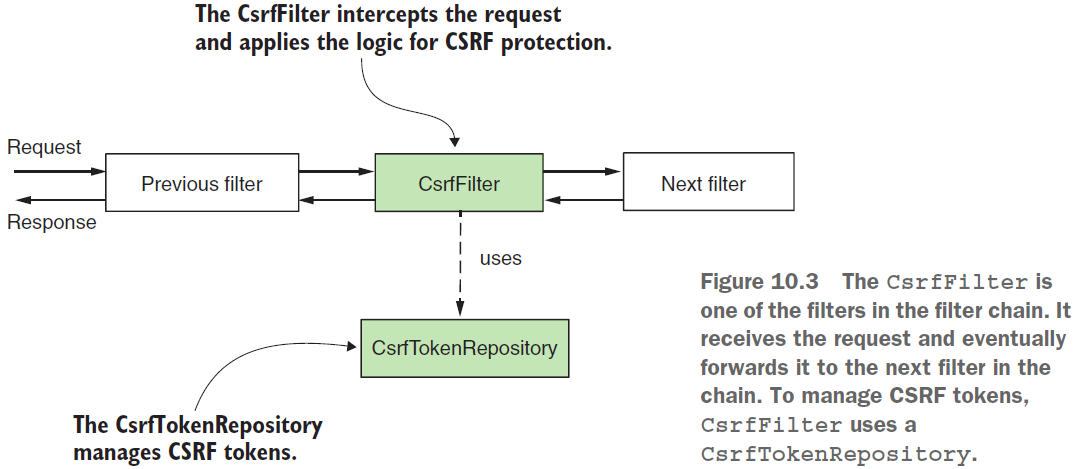 The CsrfFilter intercepts the request
and applies the logic for CSRF protection.
Request
Previous filter
CsrfFilter
Next filter
Response
uses
CsrfTokenRepository
The CsrfTokenRepository
manages CSRF tokens.
Figure 10.3 The CsrfFilter is
one of the filters in the filter chain. It
receives the request and eventually
forwards it to the next filter in the
chain. To manage CSRF tokens,
CsrfFilter uses a
CsrfTokenRepository.